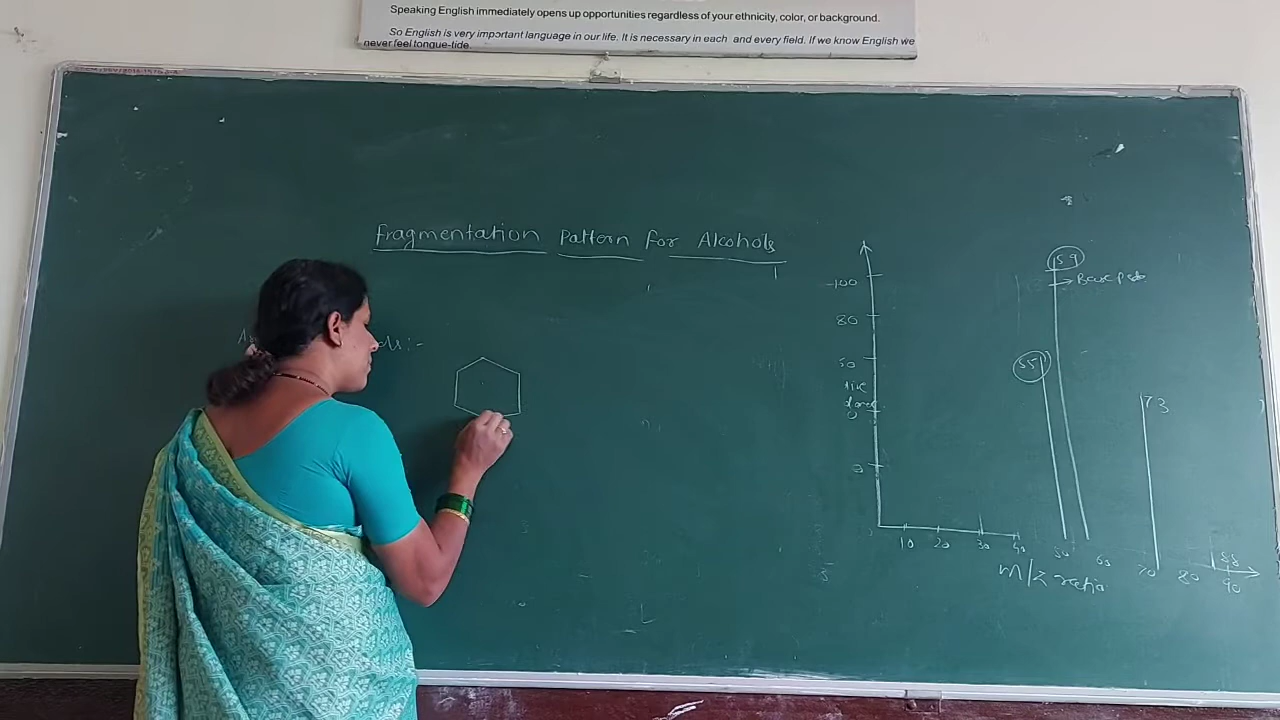 Speaking English immediately opens up opportunities regardless of your ethnicity, color, or background.
So English is very important language in our life. It is necessary in each and every field. If we know English we
never feel tongue-tide.
Fragmentation Pattern for Alcohols
59
Base peak
100
80
55
73
10 20 30 40 50 60 70 80 90
88
m/z ratio